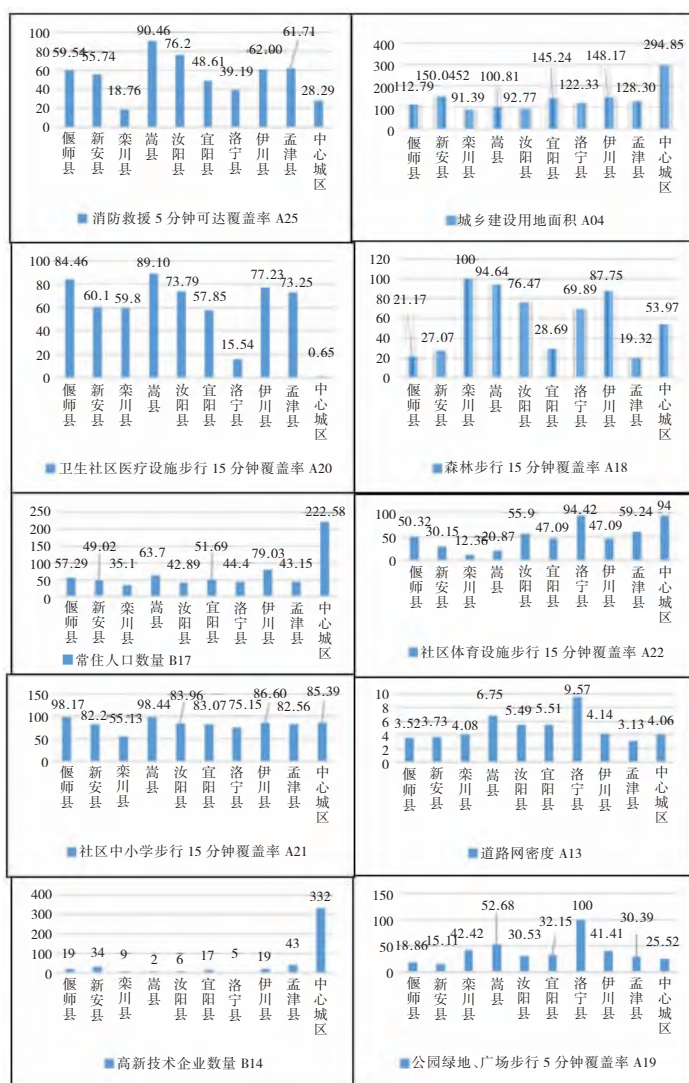 59.54 55.74 18.76 90.46 76.2 48.61 39.19 62.00 61.71 28.29
100
80
60
40
20
0
偃师县 新安县 栾川县 嵩县 汝阳县 宜阳县 洛宁县 伊川县 孟津县 中心城区
消防救援 5 分钟可达覆盖率 A25
112.79 150.0452 91.39 100.81 92.77 145.24 122.33 148.17 128.30 294.85
400
300
200
100
0
偃师县 新安县 栾川县 嵩县 汝阳县 宜阳县 洛宁县 伊川县 孟津县 中心城区
城乡建设用地面积 A04
84.46 60.1 59.8 89.10 73.79 57.85 15.54 77.23 73.25 0.65
100
80
60
40
20
0
偃师县 新安县 栾川县 嵩县 汝阳县 宜阳县 洛宁县 伊川县 孟津县 中心城区
卫生社区医疗设施步行 15 分钟覆盖率 A20
21.17 27.07 100 94.64 76.47 28.69 69.89 87.75 19.32 53.97
120
100
80
60
40
20
0
偃师县 新安县 栾川县 嵩县 汝阳县 宜阳县 洛宁县 伊川县 孟津县 中心城区
森林步行 15 分钟覆盖率 A18
57.29 49.02 35.1 63.7 42.89 51.69 44.4 79.03 43.15 222.58
250
200
150
100
50
0
偃师县 新安县 栾川县 嵩县 汝阳县 宜阳县 洛宁县 伊川县 孟津县 中心城区
常住人口数量 B17
50.32 30.15 12.36 20.87 55.9 47.09 94.42 47.09 59.24 94
100
50
0
偃师县 新安县 栾川县 嵩县 汝阳县 宜阳县 洛宁县 伊川县 孟津县 中心城区
社区体育设施步行 15 分钟覆盖率 A22
98.17 82.2 55.13 98.44 83.96 83.07 75.15 86.60 82.56 85.39
150
100
50
0
偃师县 新安县 栾川县 嵩县 汝阳县 宜阳县 洛宁县 伊川县 孟津县 中心城区
社区中小学步行 15 分钟覆盖率 A21
3.52 3.73 4.08 6.75 5.49 5.51 9.57 4.14 3.13 4.06
8
6
4
2
0
偃师县 新安县 栾川县 嵩县 汝阳县 宜阳县 洛宁县 伊川县 孟津县 中心城区
道路网密度 A13
19 34 9 2 6 17 5 19 43 332
400
300
200
100
0
偃师县 新安县 栾川县 嵩县 汝阳县 宜阳县 洛宁县 伊川县 孟津县 中心城区
高新技术企业数量 B14
18.86 15.11 42.42 52.68 30.53 32.15 100 41.41 30.39 25.52
150
100
50
0
偃师县 新安县 栾川县 嵩县 汝阳县 宜阳县 洛宁县 伊川县 孟津县 中心城区
公园绿地、广场步行 5 分钟覆盖率 A19